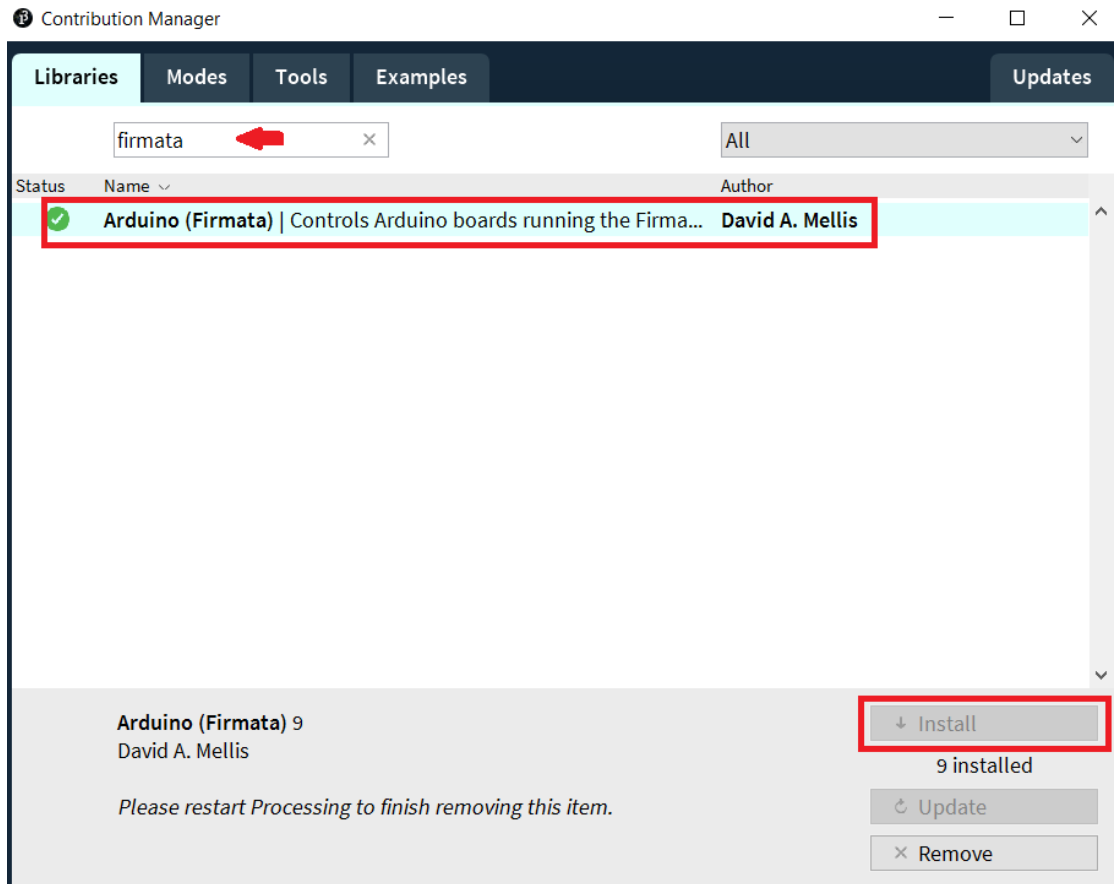 Contribution Manager
Libraries Modes Tools Examples Updates
firmata All
Status Name Author
Arduino (Firmata) | Controls Arduino boards running the Firma... David A. Mellis
Arduino (Firmata) 9
Install
David A. Mellis
9 installed
Please restart Processing to finish removing this item.
Update
Remove